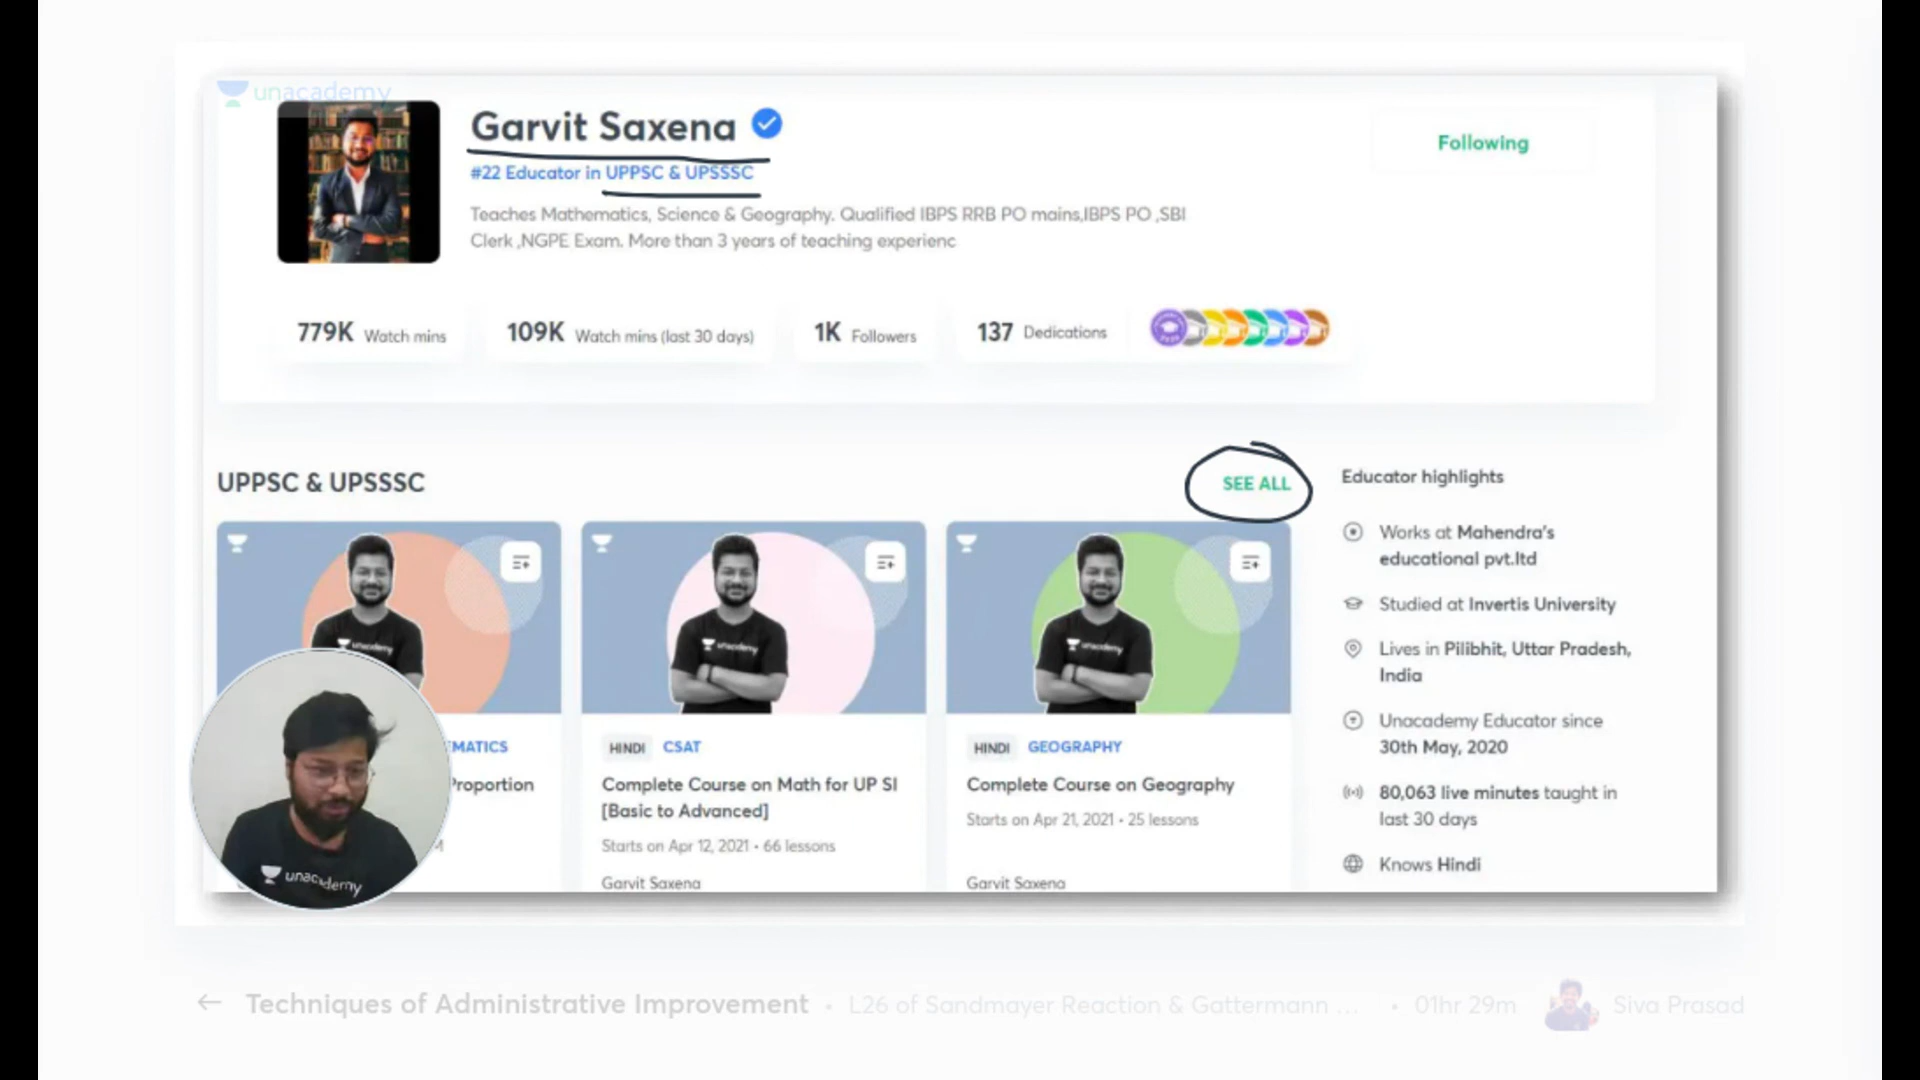 unacademy
Garvit Saxena
Following
#22 Educator in UPPSC & UPSSSC
Teaches Mathematics, Science & Geography. Qualified IBPS RRB PO mains,IBPS PO ,SBI
Clerk ,NGPE Exam. More than 3 years of teaching experienc
779K Watch mins
109K Watch mins (last 30 days)
1K Followers
137 Dedications
UPPSC & UPSSSC
SEE ALL
EMATICS
Proportion
M
unacademy
unacademy
HINDI CSAT
Complete Course on Math for UP SI
[Basic to Advanced]
Starts on Apr 12, 2021 • 66 lessons
Garvit Saxena
unacademy
HINDI GEOGRAPHY
Complete Course on Geography
Starts on Apr 21, 2021 • 25 lessons
Garvit Saxena
Educator highlights
Works at Mahendra's
educational pvt.ltd
Studied at Invertis University
Lives in Pilibhit, Uttar Pradesh,
India
Unacademy Educator since
30th May, 2020
80,063 live minutes taught in
last 30 days
Knows Hindi
unacademy
Techniques of Administrative Improvement • L26 of Sandmayer Reaction & Gattermann ... • 01hr 29m Siva Prasad